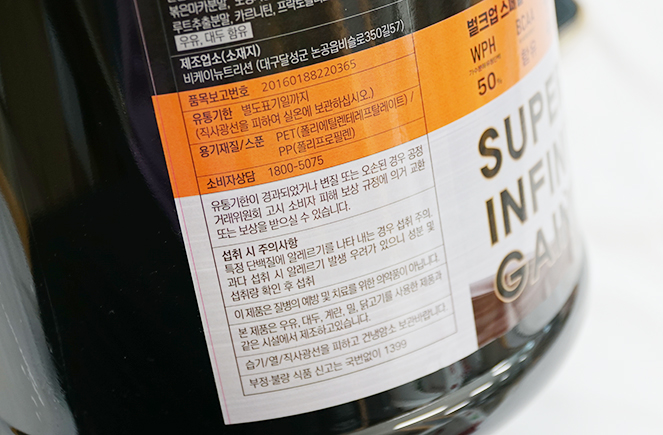 볶은마카분말,
루트추출분말, 카르니틴, 프락토올리
우유, 대두 함유
제조업소(소재지)
비케이뉴트리션 (대구달성군 논공읍비슬로350길57)
품목보고번호 20160188220365
유통기한 별도표기일까지
(직사광선을 피하여 실온에 보관하십시오.)
용기재질/스푼 PET(폴리에틸렌테레프탈레이트) /
PP(폴리프로필렌)
소비자상담 1800-5075
유통기한이 경과되었거나 변질 또는 오손된 경우 공정
거래위원회 고시 소비자 피해 보상 규정에 의거 교환
또는 보상을 받으실 수 있습니다.
섭취 시 주의사항
특정 단백질에 알레르기를 나타 내는 경우 섭취 주의.
과다 섭취 시 알레르기 발생 우려가 있으니 성분 및
섭취량 확인 후 섭취
이 제품은 질병의 예방 및 치료를 위한 의약품이 아닙니다.
본 제품은 우유, 대두, 계란, 밀, 닭고기를 사용한 제품과
같은 시설에서 제조하고있습니다.
습기/열/직사광선을 피하고 건냉암소 보관바랍니다.
부정·불량 식품 신고는 국번없이 1399
벌크업
WPH
50%
BCAA
함유
SUPE
INFIN
GAIN